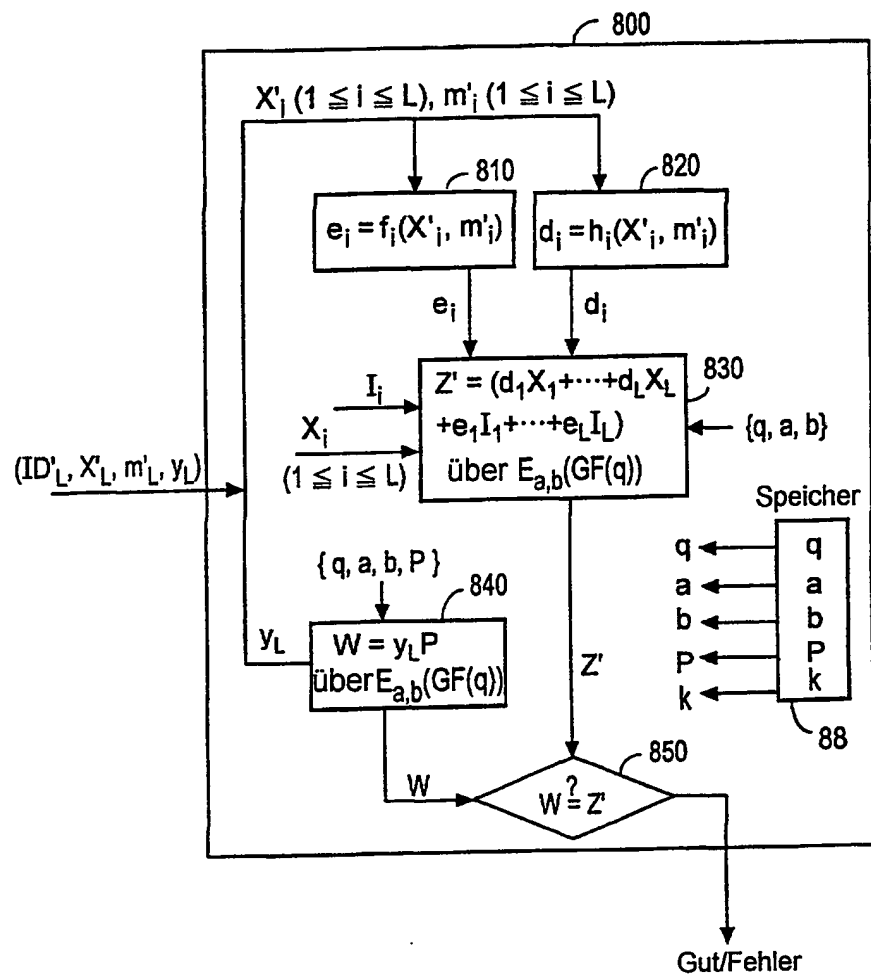 800
X'i (1 ≦ i ≦ L), m'i (1 ≦ i ≦ L)
810
820
ei = fi(X'i, m'i)
di = hi(X'i, m'i)
ei
di
830
Z' = (d1X1+···+dLXL
+e1I1+···+eLIL)
über Ea,b(GF(q))
Ii
Xi
(1 ≦ i ≦ L)
{q, a, b}
(ID'L, X'L, m'L, yL)
Speicher
q
q
a
a
b
b
P
P
k
k
88
{ q, a, b, P }
840
yL
W = yLP
über Ea,b(GF(q))
Z'
850
W
W ?= Z'
Gut/Fehler